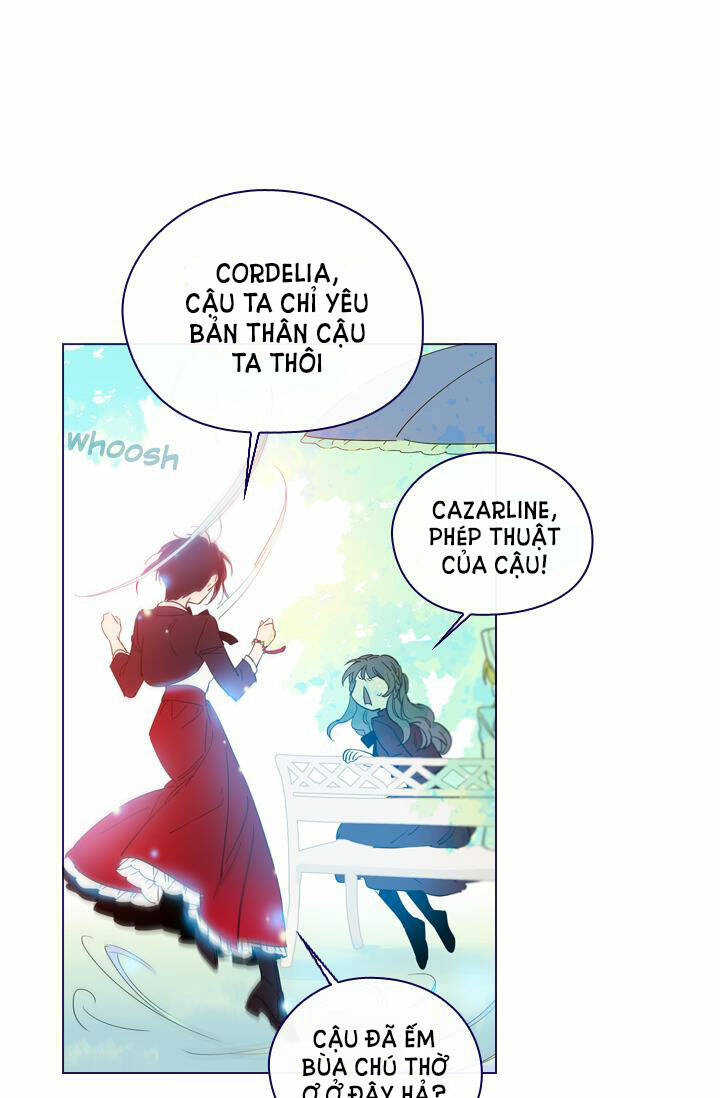 CORDELIA,
CẬU TA CHỈ YÊU
BẢN THÂN CẬU
TA THÔI
whoosh
CAZARLINE,
PHÉP THUẬT
CỦA CẬU!
CẬU ĐÃ ẾM
BÙA CHÚ THỜ
Ơ Ở ĐÂY HẢ?